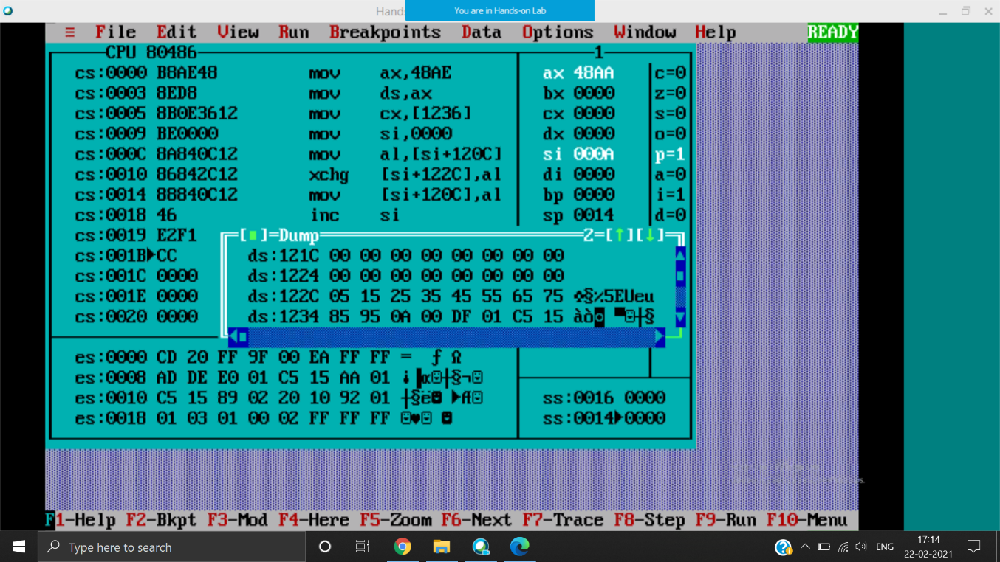 Hand
You are in Hands-on Lab
≡ File Edit View Run Breakpoints Data Options Window Help READY
CPU 80486 1
cs:0000 B8AE48 mov ax,48AE ax 48AA c=0
cs:0003 8ED8 mov ds,ax bx 0000 z=0
cs:0005 8B0E3612 mov cx,[1236] cx 0000 s=0
cs:0009 BE0000 mov si,0000 dx 0000 o=0
cs:000C 8A840C12 mov al,[si+120C] si 000A p=1
cs:0010 86842C12 xchg [si+122C],al di 0000 a=0
cs:0014 88840C12 mov [si+120C],al bp 0000 i=1
cs:0018 46 inc si sp 0014 d=0
cs:0019 E2F1 [■]=Dump 2=[↑][↓]
cs:001B►CC ds:121C 00 00 00 00 00 00 00 00
cs:001C 0000 ds:1224 00 00 00 00 00 00 00 00
cs:001E 0000 ds:122C 05 15 25 35 45 55 65 75 ♣§%5EUeu
cs:0020 0000 ds:1234 85 95 0A 00 DF 01 C5 15 àò◙ ▀☺┼§
es:0000 CD 20 FF 9F 00 EA FF FF = ƒ Ω
es:0008 AD DE E0 01 C5 15 AA 01 ¡▐α☺┼§¬☺
es:0010 C5 15 89 02 20 10 92 01 ┼§ë☻ ►Æ☺ ss:0016 0000
es:0018 01 03 01 00 02 FF FF FF ☺♥☺ ☻ ss:0014►0000
F1-Help F2-Bkpt F3-Mod F4-Here F5-Zoom F6-Next F7-Trace F8-Step F9-Run F10-Menu
Type here to search
ENG
17:14
22-02-2021